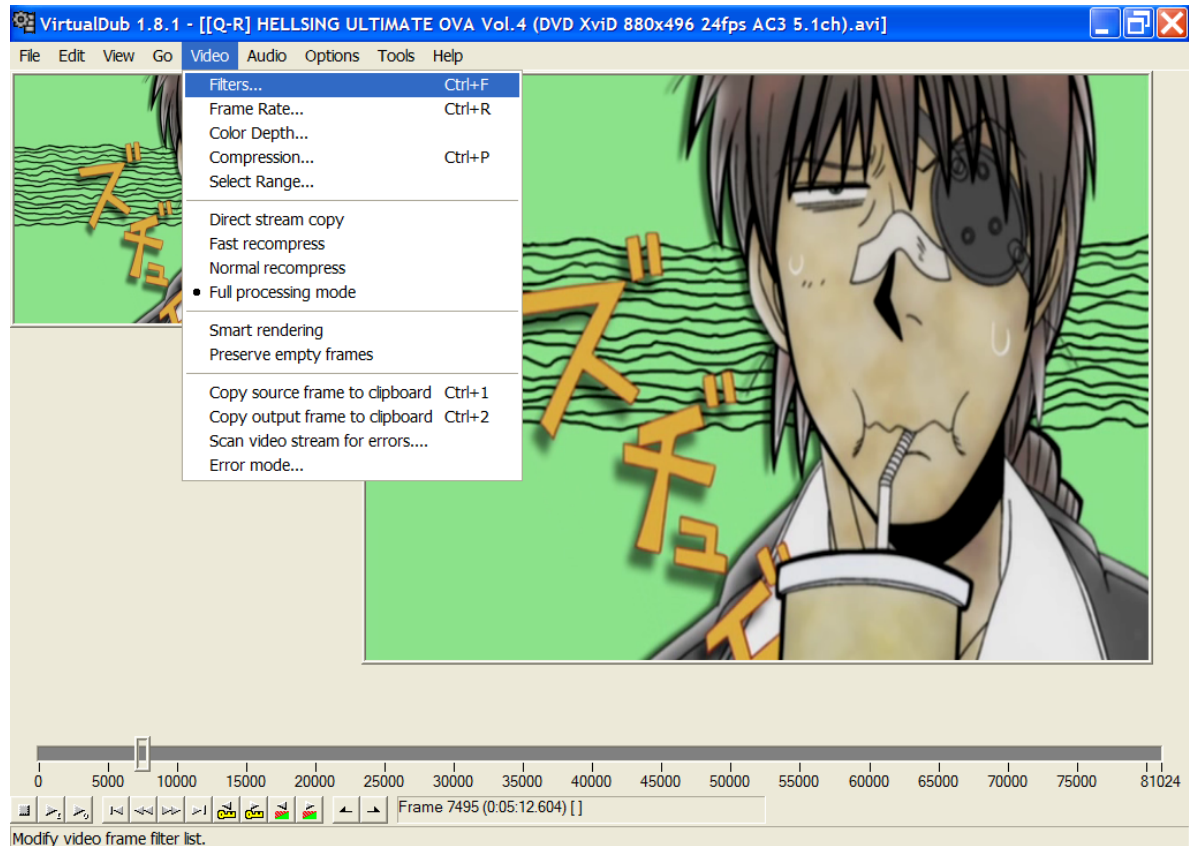 VirtualDub 1.8.1 - [[Q-R] HELLSING ULTIMATE OVA Vol.4 (DVD XviD 880x496 24fps AC3 5.1ch).avi]
File Edit View Go Video Audio Options Tools Help
Filters... Ctrl+F
Frame Rate... Ctrl+R
Color Depth...
Compression... Ctrl+P
Select Range...
Direct stream copy
Fast recompress
Normal recompress
Full processing mode
Smart rendering
Preserve empty frames
Copy source frame to clipboard Ctrl+1
Copy output frame to clipboard Ctrl+2
Scan video stream for errors....
Error mode...
ズ
ヂュ
ズ
ヂュ
0 5000 10000 15000 20000 25000 30000 35000 40000 45000 50000 55000 60000 65000 70000 75000 81024
Frame 7495 (0:05:12.604) [ ]
Modify video frame filter list.